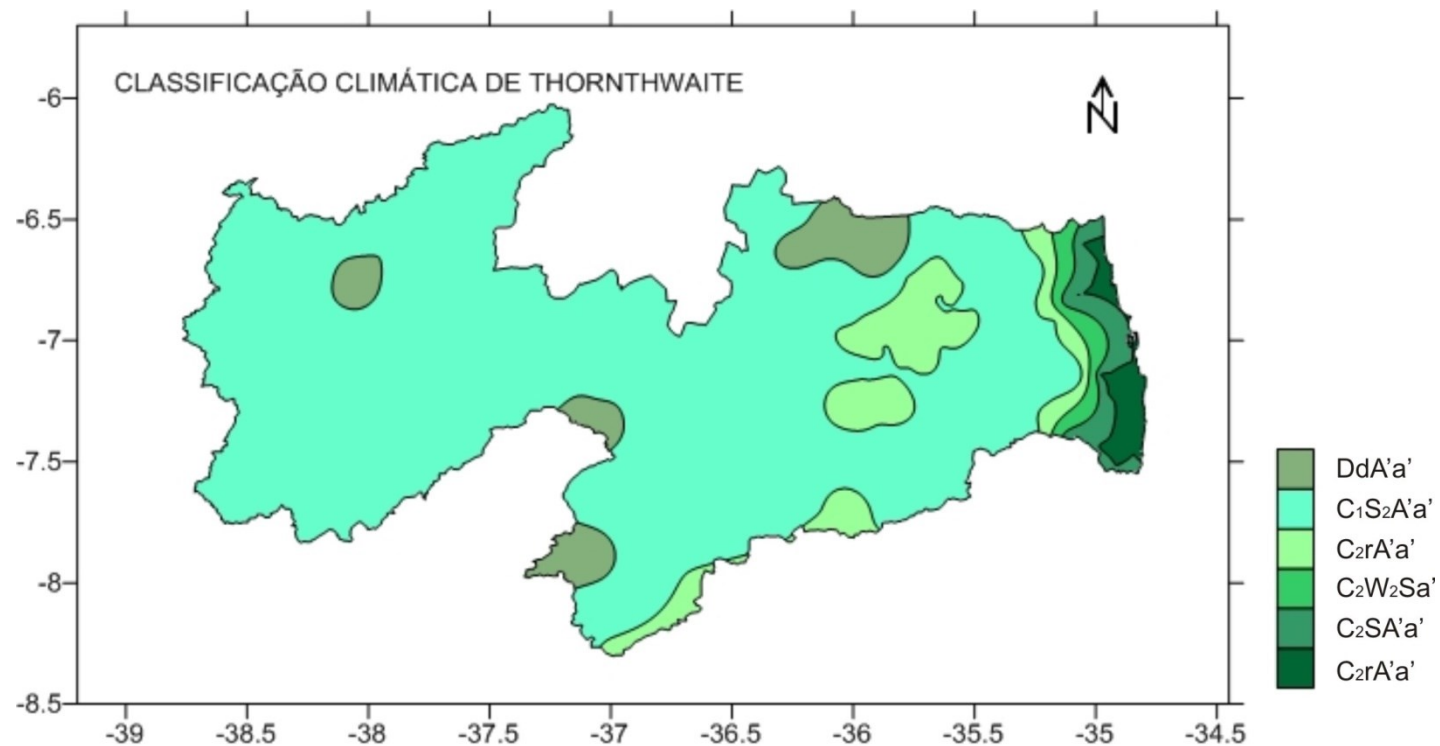 CLASSIFICAÇÃO CLIMÁTICA DE THORNTHWAITE
N
-6
-6.5
-7
-7.5
-8
-8.5
-39 -38.5 -38 -37.5 -37 -36.5 -36 -35.5 -35 -34.5
DdA'a'
C₁S₂A'a'
C₂rA'a'
C₂W₂Sa'
C₂SA'a'
C₂rA'a'